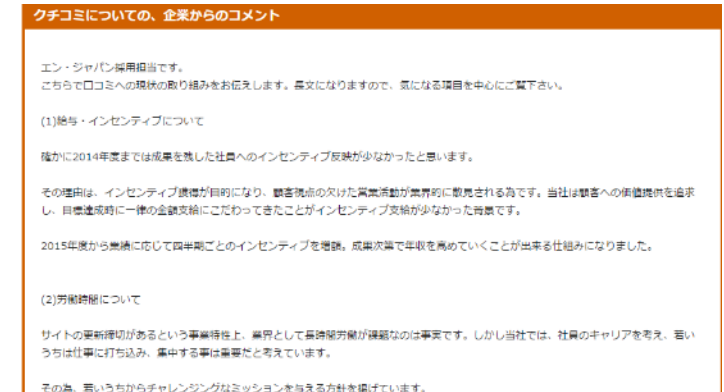 クチコミについての、企業からのコメント
エン・ジャパン採用担当です。
こちらで口コミへの現状の取り組みをお伝えします。長文になりますので、気になる項目を中心にご覧下さい。
(1)給与・インセンティブについて
確かに2014年度までは成果を残した社員へのインセンティブ反映が少なかったと思います。
その理由は、インセンティブ獲得が目的になり、顧客視点の欠けた営業活動が業界的に散見される為です。当社は顧客への価値提供を追求
し、目標達成時に一律の金額支給にこだわってきたことがインセンティブ支給が少なかった背景です。
2015年度から業績に応じて四半期ごとのインセンティブを増額。成果次第で年収を高めていくことが出来る仕組みになりました。
(2)労働時間について
サイトの更新締切があるという事業特性上、業界として長時間労働が課題なのは事実です。しかし当社では、社員のキャリアを考え、若い
うちは仕事に打ち込み、集中する事は重要だと考えています。
その為、若いうちからチャレンジングなミッションを与える方針を掲げています。